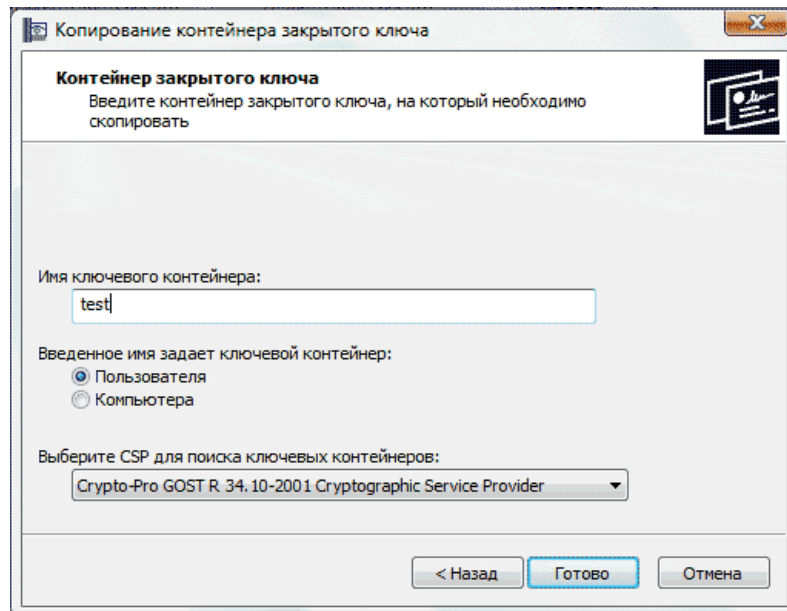 Копирование контейнера закрытого ключа
Контейнер закрытого ключа
Введите контейнер закрытого ключа, на который необходимо
скопировать
Имя ключевого контейнера:
test
Введенное имя задает ключевой контейнер:
Пользователя
Компьютера
Выберите CSP для поиска ключевых контейнеров:
Crypto-Pro GOST R 34.10-2001 Cryptographic Service Provider
< Назад Готово Отмена